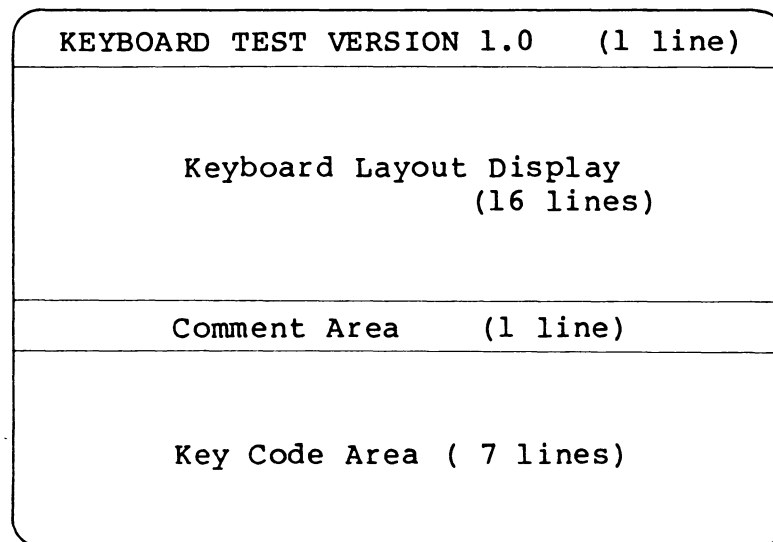 KEYBOARD TEST VERSION 1.0 (1 line)
Keyboard Layout Display
(16 lines)
Comment Area (1 line)
Key Code Area ( 7 lines)